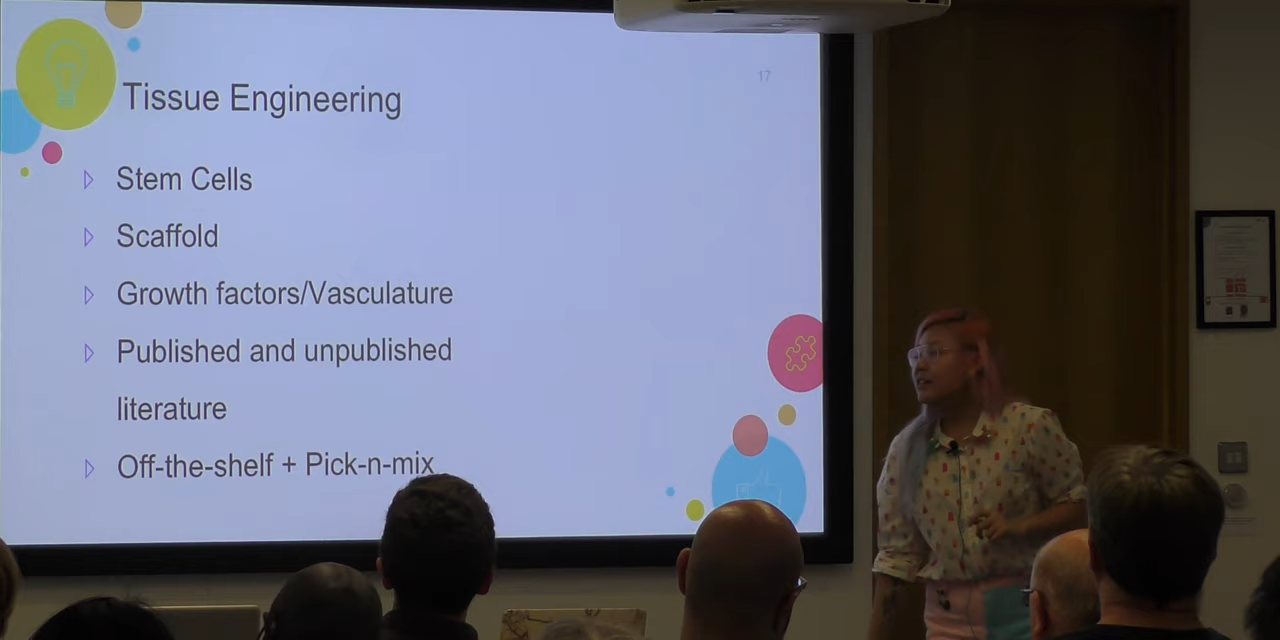 17
Tissue Engineering
Stem Cells
Scaffold
Growth factors/Vasculature
Published and unpublished
literature
Off-the-shelf + Pick-n-mix